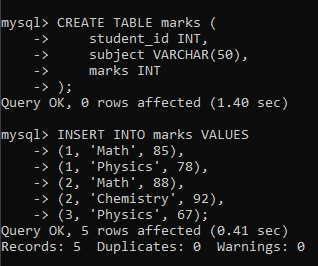 mysql> CREATE TABLE marks (
    ->     student_id INT,
    ->     subject VARCHAR(50),
    ->     marks INT
    -> );
Query OK, 0 rows affected (1.40 sec)
mysql> INSERT INTO marks VALUES
    -> (1, 'Math', 85),
    -> (1, 'Physics', 78),
    -> (2, 'Math', 88),
    -> (2, 'Chemistry', 92),
    -> (3, 'Physics', 67);
Query OK, 5 rows affected (0.41 sec)
Records: 5  Duplicates: 0  Warnings: 0